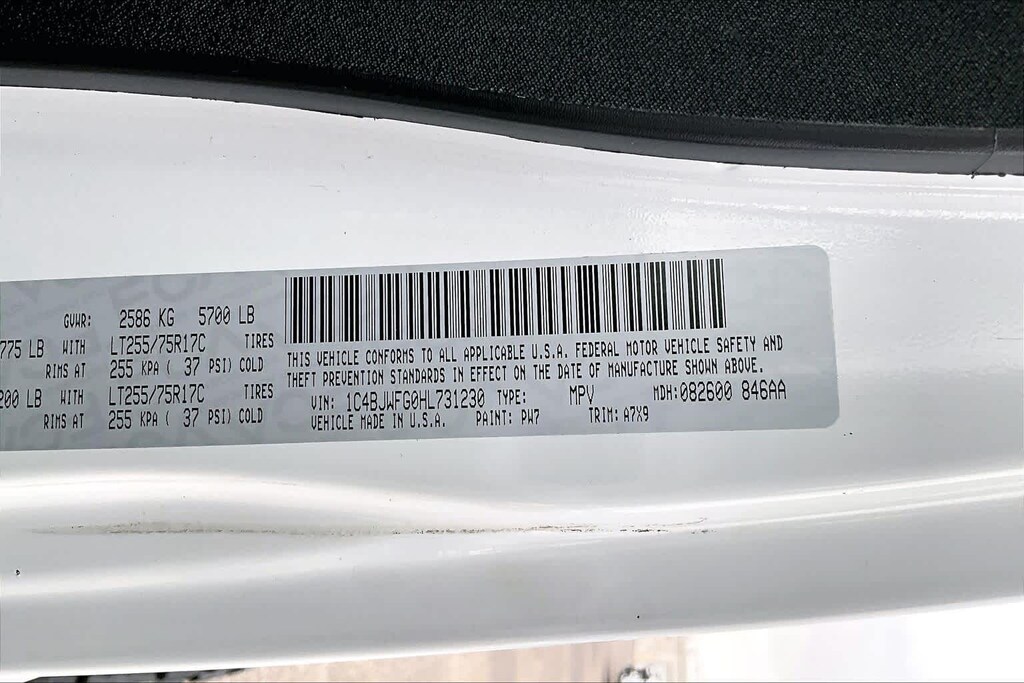 GVWR: 2586 KG 5700 LB
775 LB WITH LT255/75R17C TIRES
RIMS AT 255 KPA ( 37 PSI) COLD
200 LB WITH LT255/75R17C TIRES
RIMS AT 255 KPA ( 37 PSI) COLD
THIS VEHICLE CONFORMS TO ALL APPLICABLE U.S.A. FEDERAL MOTOR VEHICLE SAFETY AND
THEFT PREVENTION STANDARDS IN EFFECT ON THE DATE OF MANUFACTURE SHOWN ABOVE.
VIN: 1C4BJWFG0HL731230 TYPE: MPV MDH:082600 846AA
VEHICLE MADE IN U.S.A. PAINT: PW7 TRIM: A7X9